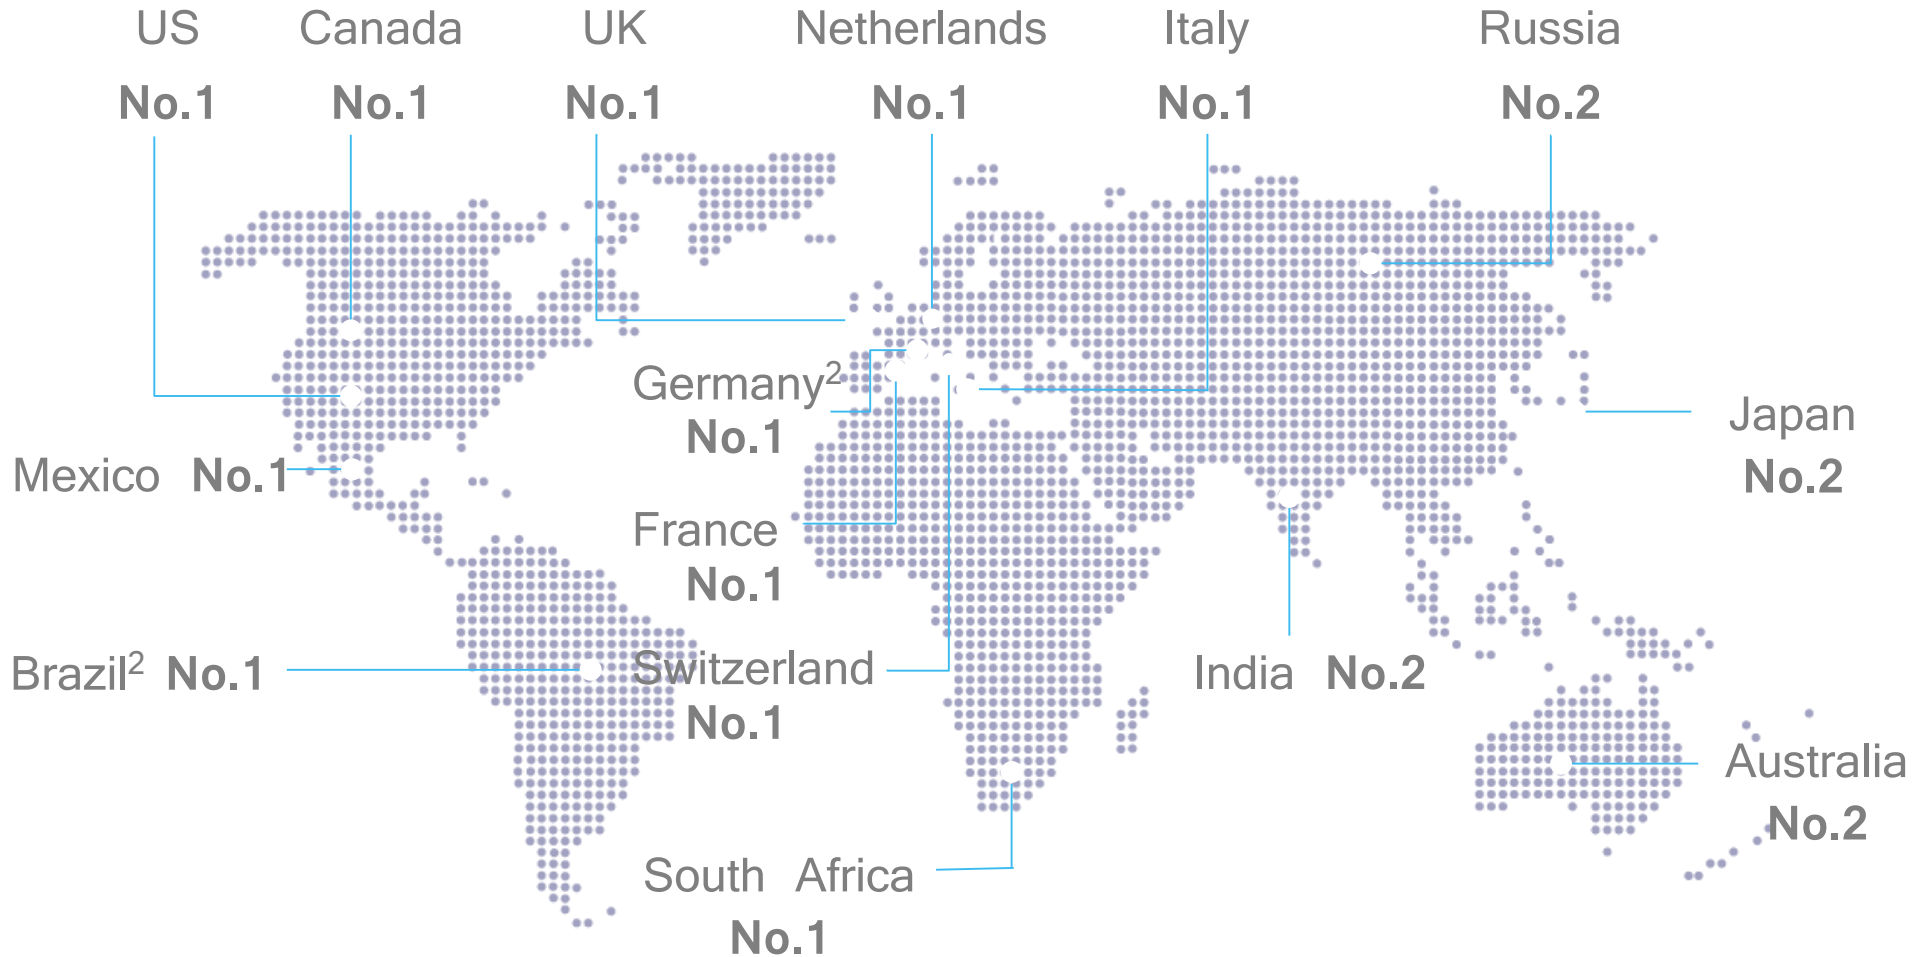 US Canada UK Netherlands Italy Russia
No.1 No.1 No.1 No.1 No.1 No.2
Germany²
No.1
Japan
No.2
Mexico No.1
France
No.1
Brazil² No.1
Switzerland
No.1
India No.2
Australia
No.2
South Africa
No.1